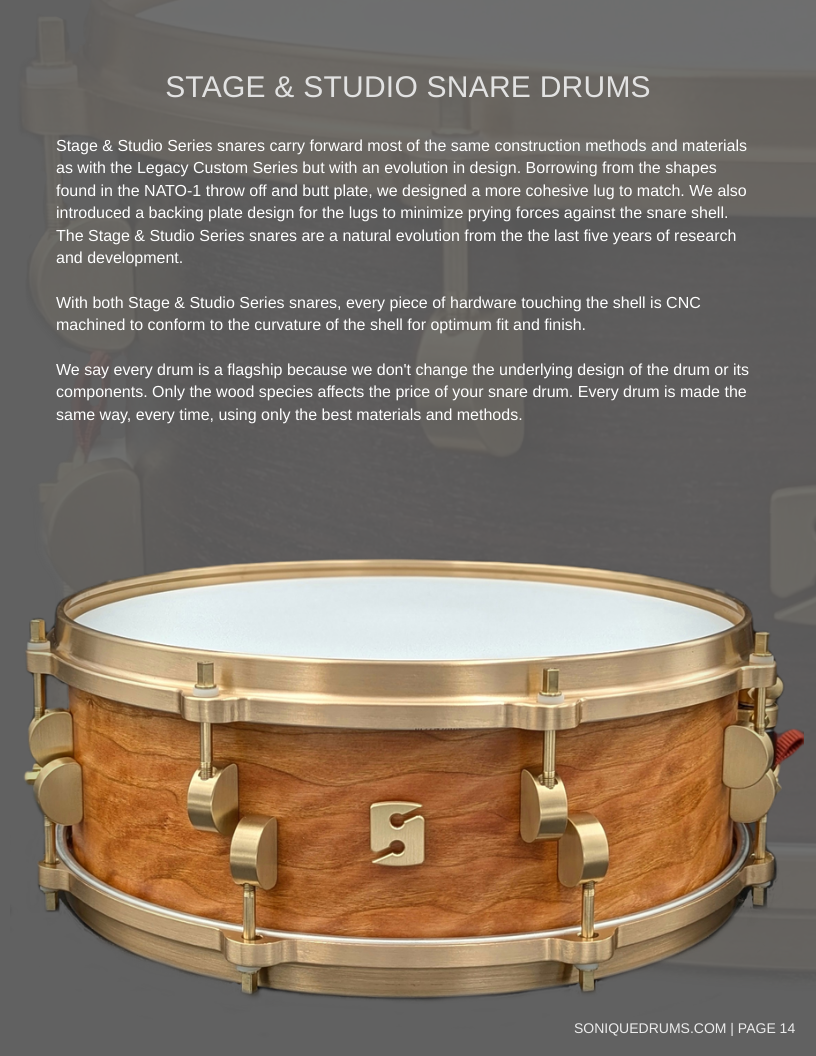 STAGE & STUDIO SNARE DRUMS
Stage & Studio Series snares carry forward most of the same construction methods and materials
as with the Legacy Custom Series but with an evolution in design. Borrowing from the shapes
found in the NATO-1 throw off and butt plate, we designed a more cohesive lug to match. We also
introduced a backing plate design for the lugs to minimize prying forces against the snare shell.
The Stage & Studio Series snares are a natural evolution from the the last five years of research
and development.
With both Stage & Studio Series snares, every piece of hardware touching the shell is CNC
machined to conform to the curvature of the shell for optimum fit and finish.
We say every drum is a flagship because we don't change the underlying design of the drum or its
components. Only the wood species affects the price of your snare drum. Every drum is made the
same way, every time, using only the best materials and methods.
SONIQUEDRUMS.COM | PAGE 14